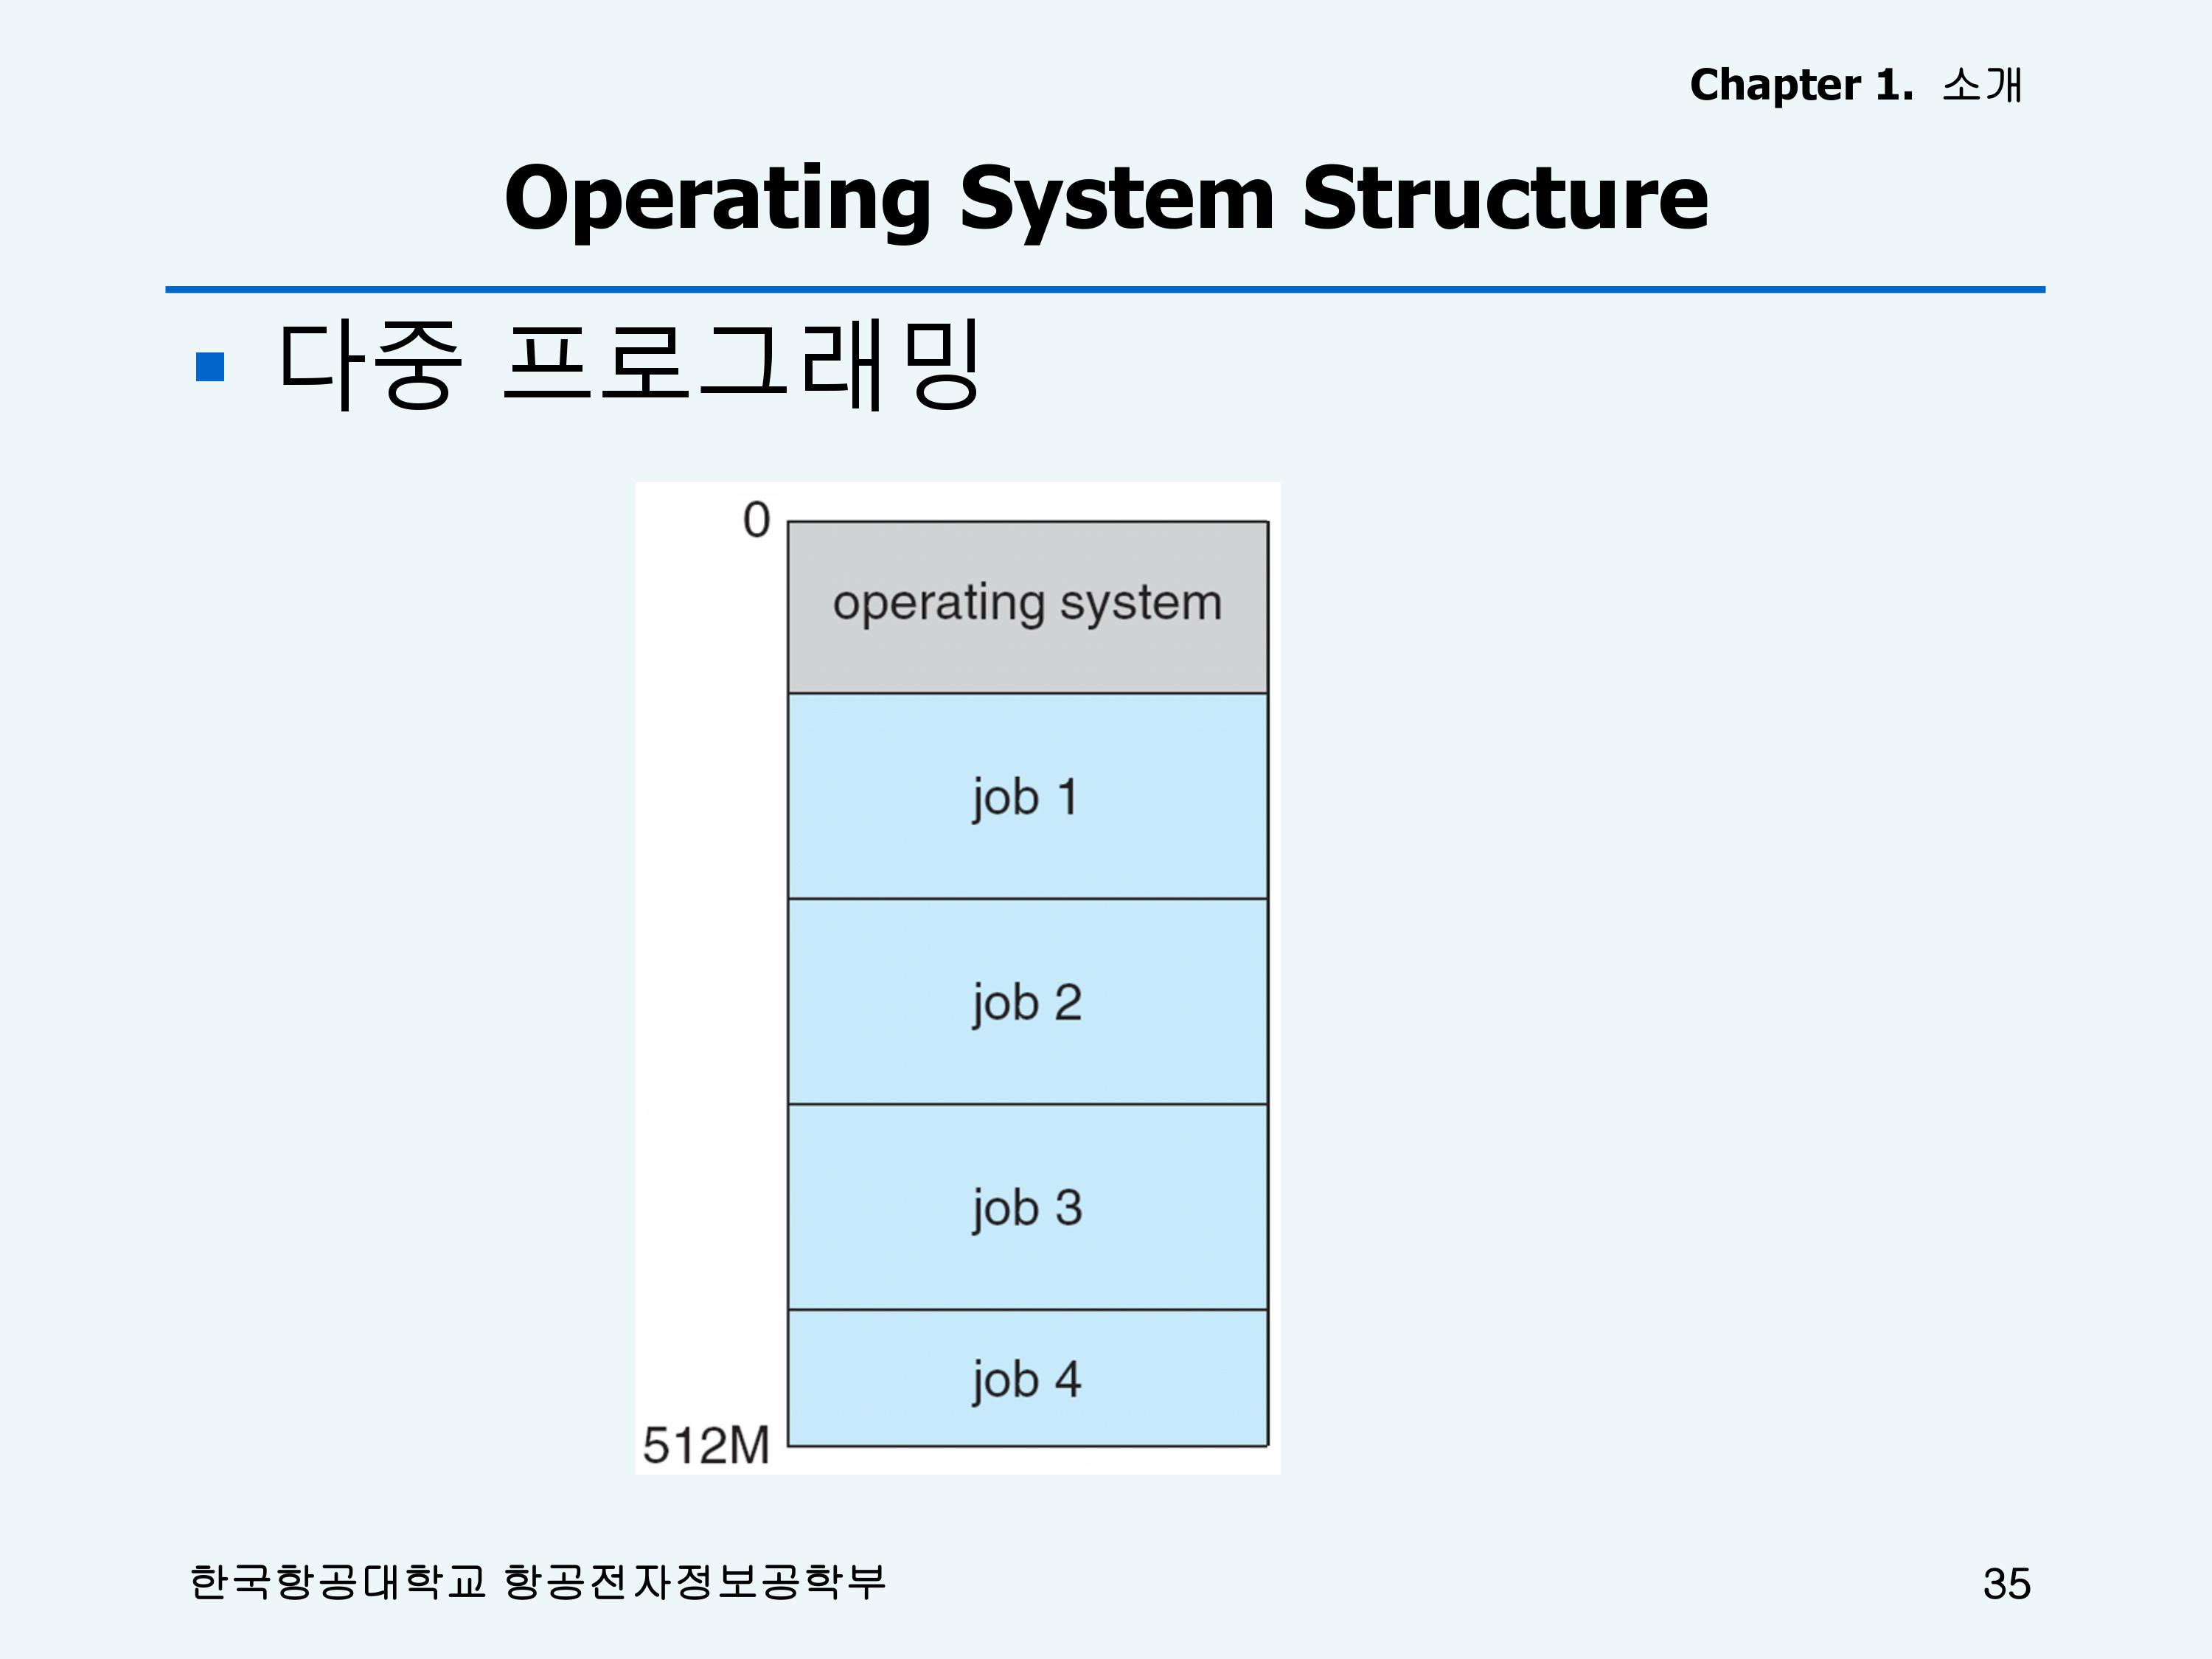 Chapter 1. 소개
Operating System Structure
다중 프로그래밍
0
operating system
job 1
job 2
job 3
job 4
512M
한국항공대학교 항공전자정보공학부
35